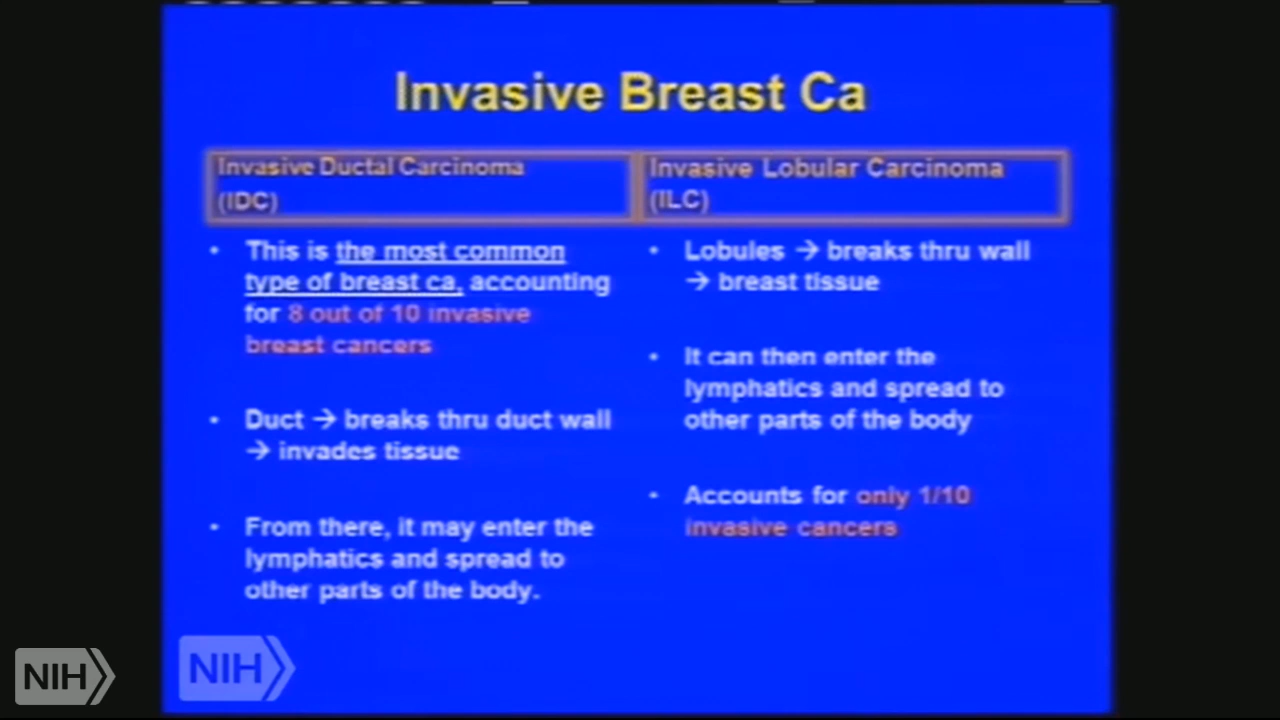 Invasive Breast Ca
Invasive Ductal Carcinoma
(IDC)
• This is the most common
type of breast ca, accounting
for 8 out of 10 invasive
breast cancers
• Duct → breaks thru duct wall
→ invades tissue
• From there, it may enter the
lymphatics and spread to
other parts of the body.
Invasive Lobular Carcinoma
(ILC)
• Lobules → breaks thru wall
→ breast tissue
• It can then enter the
lymphatics and spread to
other parts of the body
• Accounts for only 1/10
invasive cancers
NIH
NIH